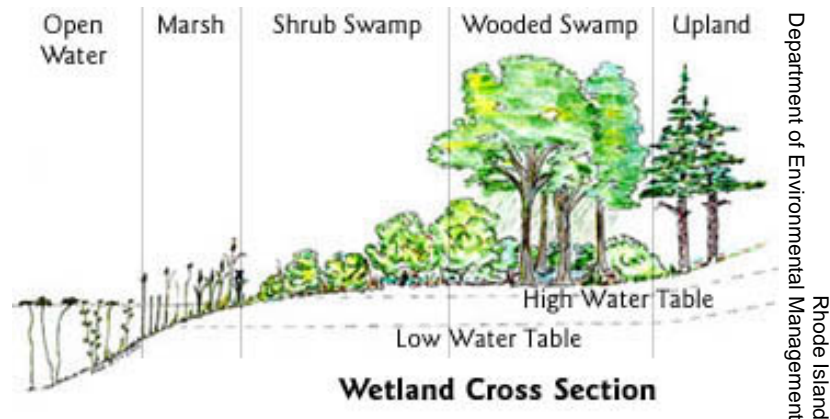 Open
Water
Marsh
Shrub Swamp
Wooded Swamp
Upland
High Water Table
Low Water Table
Wetland Cross Section
Rhode Island
Department of Environmental Management